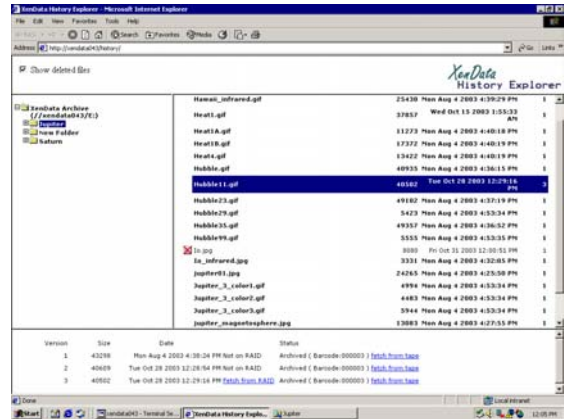 XenData History Explorer - Microsoft Internet Explorer
File Edit View Favorites Tools Help
Search Favorites Media
Address http://xendata043/history/ Go Links »
Show deleted files
XenData
History Explorer
XenData Archive
(//xendata043/E:)
Jupiter
New Folder
Saturn
Hawaii_infrared.gif 25430 Mon Aug 4 2003 4:39:29 PM 1
Heat1.gif 37857 Wed Oct 15 2003 1:55:33 AM 1
Heat1A.gif 11273 Mon Aug 4 2003 4:40:18 PM 1
Heat1B.gif 17372 Mon Aug 4 2003 4:40:19 PM 1
Heat4.gif 13422 Mon Aug 4 2003 4:40:19 PM 1
Hubble.gif 40935 Mon Aug 4 2003 4:36:15 PM 1
Hubble11.gif 40502 Tue Oct 28 2003 12:29:16 PM 3
Hubble23.gif 49102 Mon Aug 4 2003 4:37:19 PM 1
Hubble29.gif 5423 Mon Aug 4 2003 4:53:34 PM 1
Hubble35.gif 49357 Mon Aug 4 2003 4:36:52 PM 1
Hubble99.gif 5555 Mon Aug 4 2003 4:53:35 PM 1
Io.jpg 8080 Fri Oct 31 2003 12:00:51 PM 1
Io_infrared.jpg 3331 Mon Aug 4 2003 4:32:05 PM 1
jupiter01.jpg 24265 Mon Aug 4 2003 4:25:50 PM 1
Jupiter_3_color1.gif 4994 Mon Aug 4 2003 4:53:34 PM 1
Jupiter_3_color2.gif 4483 Mon Aug 4 2003 4:53:34 PM 1
Jupiter_3_color3.gif 5944 Mon Aug 4 2003 4:53:34 PM 1
jupiter_magnetosphere.jpg 13083 Mon Aug 4 2003 4:27:55 PM 1
Version Size Date Status
1 43298 Mon Aug 4 2003 4:38:24 PM Not on RAID Archived ( Barcode:000003 ) fetch from tape
2 40609 Tue Oct 28 2003 12:28:54 PM Not on RAID Archived ( Barcode:000003 ) fetch from tape
3 40502 Tue Oct 28 2003 12:29:16 PM Fetch from RAID Archived ( Barcode:000003 ) fetch from tape
Done Local intranet
Start xendata043 - Terminal Se... XenData History Explo... Jupiter 12:05 PM